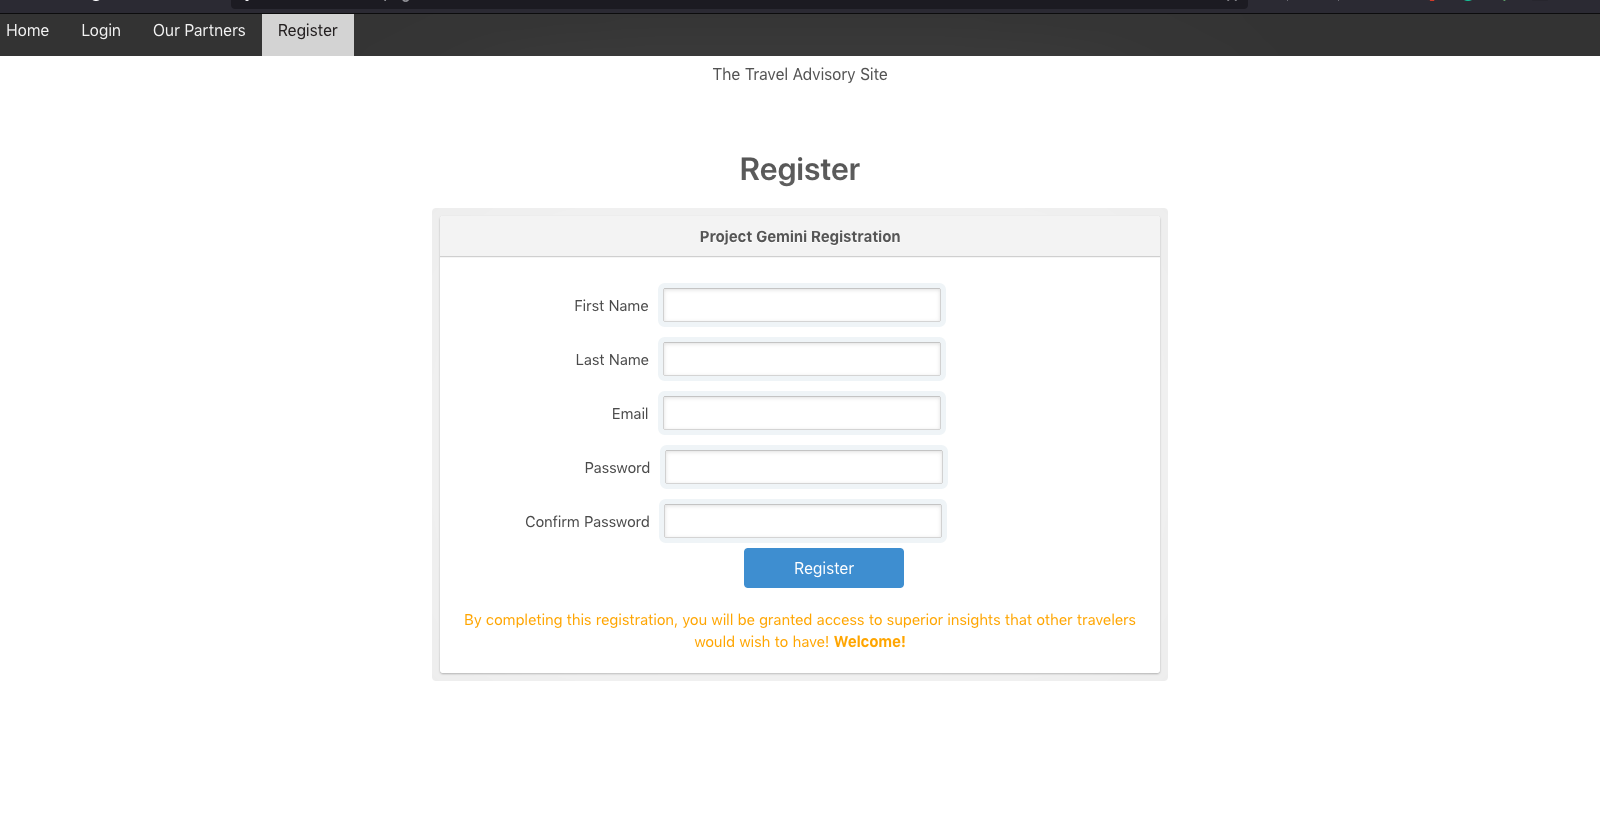 Home Login Our Partners Register
The Travel Advisory Site
Register
Project Gemini Registration
First Name
Last Name
Email
Password
Confirm Password
Register
By completing this registration, you will be granted access to superior insights that other travelers
would wish to have! Welcome!